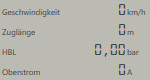 Geschwindigkeit 0 km/h
Zuglänge 0 m
HBL 0,00 bar
Oberstrom 0 A